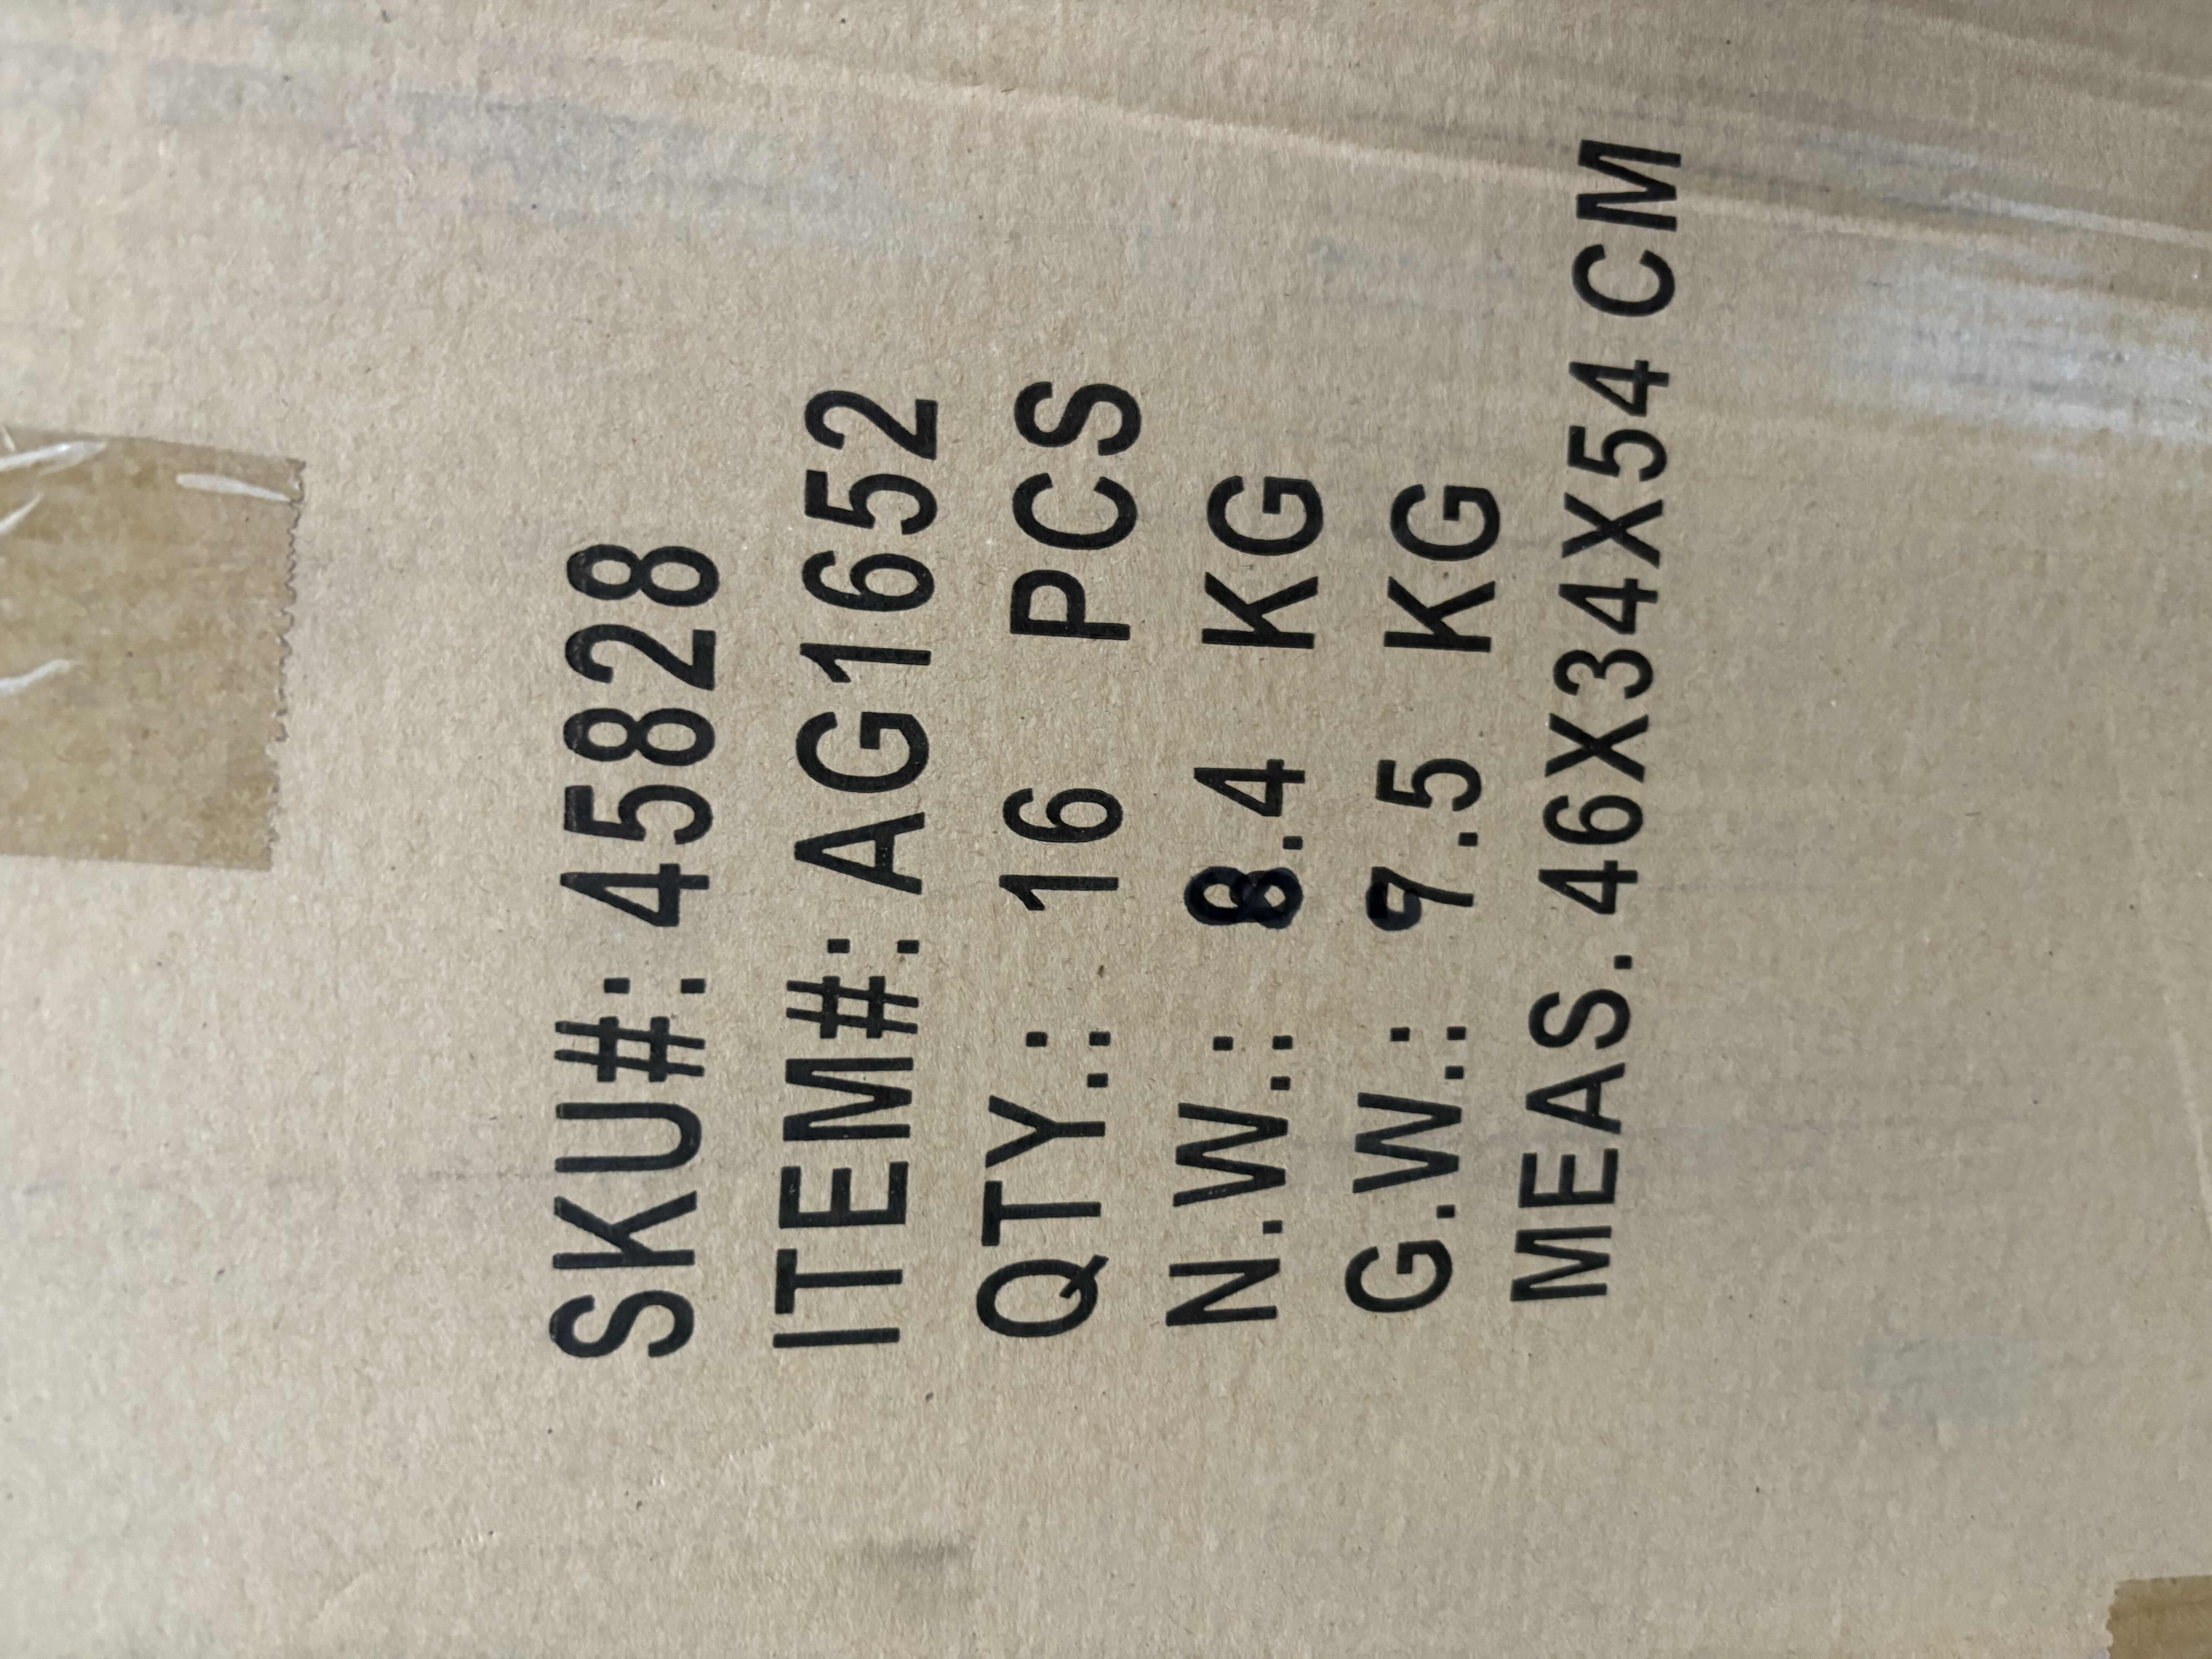 SKU#: 45828
ITEM#: AG1652
QTY.: 16 PCS
N.W.: 8.4 KG
G.W.: 9.5 KG
MEAS. 46X34X54 CM